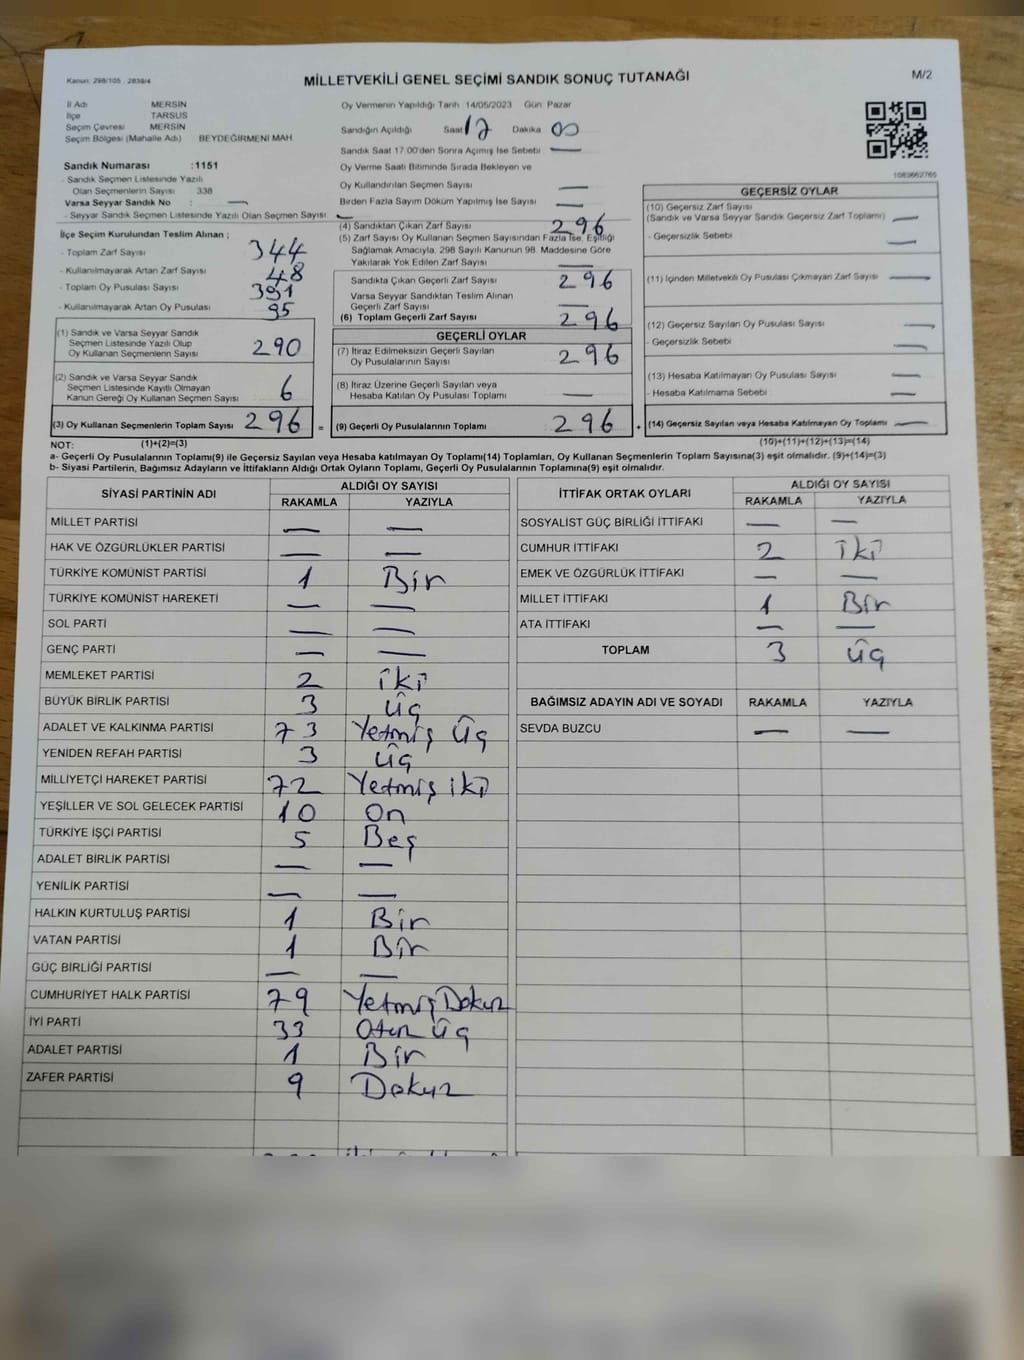 Kanun: 298/105 . 2839/4
MİLLETVEKİLİ GENEL SEÇİMİ SANDIK SONUÇ TUTANAĞI
M/2
İl Adı MERSİN
İlçe TARSUS
Seçim Çevresi MERSİN
Seçim Bölgesi (Mahalle Adı) BEYDEĞİRMENİ MAH
Sandık Numarası :1151
- Sandık Seçmen Listesinde Yazılı
Olan Seçmenlerin Sayısı 338
Varsa Seyyar Sandık No : —
- Seyyar Sandık Seçmen Listesinde Yazılı Olan Seçmen Sayısı —
İlçe Seçim Kurulundan Teslim Alınan ;
- Toplam Zarf Sayısı 344
- Kullanılmayarak Artan Zarf Sayısı 48
- Toplam Oy Pusulası Sayısı 391
- Kullanılmayarak Artan Oy Pusulası 95
(1) Sandık ve Varsa Seyyar Sandık
Seçmen Listesinde Yazılı Olup
Oy Kullanan Seçmenlerin Sayısı 290
(2) Sandık ve Varsa Seyyar Sandık
Seçmen Listesinde Kayıtlı Olmayan
Kanun Gereği Oy Kullanan Seçmen Sayısı 6
(3) Oy Kullanan Seçmenlerin Toplam Sayısı 296 =
Oy Vermenin Yapıldığı Tarih 14/05/2023 Gün Pazar
Sandığın Açıldığı Saat 17 Dakika 00
Sandık Saat 17:00'den Sonra Açımış İse Sebebi —
Oy Verme Saati Bitiminde Sırada Bekleyen ve
Oy Kullandırılan Seçmen Sayısı —
Birden Fazla Sayım Döküm Yapılmış İse Sayısı —
(4) Sandıktan Çıkan Zarf Sayısı 296
(5) Zarf Sayısı Oy Kullanan Seçmen Sayısından Fazla İse, Eşitliği
Sağlamak Amacıyla, 298 Sayılı Kanunun 98. Maddesine Göre
Yakılarak Yok Edilen Zarf Sayısı —
Sandıkta Çıkan Geçerli Zarf Sayısı 296
Varsa Seyyar Sandıktan Teslim Alınan
Geçerli Zarf Sayısı —
(6) Toplam Geçerli Zarf Sayısı 296
GEÇERLİ OYLAR
(7) İtiraz Edilmeksizin Geçerli Sayılan
Oy Pusulalarının Sayısı 296
(8) İtiraz Üzerine Geçerli Sayılan veya
Hesaba Katılan Oy Pusulası Toplamı —
(9) Geçerli Oy Pusulalarının Toplamı 296 +
1083662765
GEÇERSİZ OYLAR
(10) Geçersiz Zarf Sayısı
(Sandık ve Varsa Seyyar Sandık Geçersiz Zarf Toplamı) —
- Geçersizlik Sebebi —
(11) İçinden Milletvekili Oy Pusulası Çıkmayan Zarf Sayısı —
(12) Geçersiz Sayılan Oy Pusulası Sayısı —
- Geçersizlik Sebebi —
(13) Hesaba Katılmayan Oy Pusulası Sayısı —
- Hesaba Katılmama Sebebi —
(14) Geçersiz Sayılan veya Hesaba Katılmayan Oy Toplamı —
NOT: (1)+(2)=(3) (10)+(11)+(12)+(13)=(14)
a- Geçerli Oy Pusulalarının Toplamı(9) ile Geçersiz Sayılan veya Hesaba katılmayan Oy Toplamı(14) Toplamları, Oy Kullanan Seçmenlerin Toplam Sayısına(3) eşit olmalıdır. (9)+(14)=(3)
b- Siyasi Partilerin, Bağımsız Adayların ve İttifakların Aldığı Ortak Oyların Toplamı, Geçerli Oy Pusulalarının Toplamına(9) eşit olmalıdır.
SİYASİ PARTİNİN ADI ALDIĞI OY SAYISI
RAKAMLA YAZIYLA
MİLLET PARTİSİ — —
HAK VE ÖZGÜRLÜKLER PARTİSİ — —
TÜRKİYE KOMÜNİST PARTİSİ 1 Bir
TÜRKİYE KOMÜNİST HAREKETİ — —
SOL PARTİ — —
GENÇ PARTİ — —
MEMLEKET PARTİSİ 2 iki
BÜYÜK BİRLİK PARTİSİ 3 üç
ADALET VE KALKINMA PARTİSİ 73 Yetmiş üç
YENİDEN REFAH PARTİSİ 3 üç
MİLLİYETÇİ HAREKET PARTİSİ 72 Yetmiş iki
YEŞİLLER VE SOL GELECEK PARTİSİ 10 On
TÜRKİYE İŞÇİ PARTİSİ 5 Beş
ADALET BİRLİK PARTİSİ — —
YENİLİK PARTİSİ — —
HALKIN KURTULUŞ PARTİSİ 1 Bir
VATAN PARTİSİ 1 Bir
GÜÇ BİRLİĞİ PARTİSİ — —
CUMHURİYET HALK PARTİSİ 79 Yetmiş Dokuz
İYİ PARTİ 33 Otuz üç
ADALET PARTİSİ 1 Bir
ZAFER PARTİSİ 9 Dokuz
İTTİFAK ORTAK OYLARI ALDIĞI OY SAYISI
RAKAMLA YAZIYLA
SOSYALİST GÜÇ BİRLİĞİ İTTİFAKI — —
CUMHUR İTTİFAKI 2 iki
EMEK VE ÖZGÜRLÜK İTTİFAKI — —
MİLLET İTTİFAKI 1 Bir
ATA İTTİFAKI — —
TOPLAM 3 üç
BAĞIMSIZ ADAYIN ADI VE SOYADI RAKAMLA YAZIYLA
SEVDA BUZCU — —